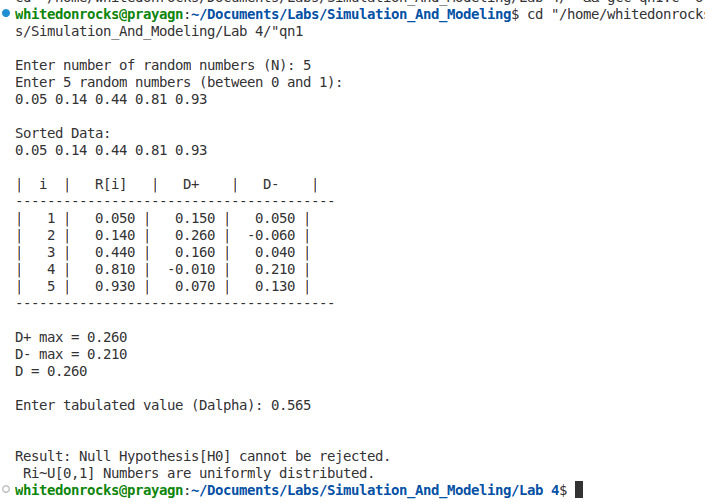 whitedonrocks@prayagn:~/Documents/Labs/Simulation_And_Modeling$ cd "/home/whitedonrocks
s/Simulation_And_Modeling/Lab 4/"qn1
Enter number of random numbers (N): 5
Enter 5 random numbers (between 0 and 1):
0.05 0.14 0.44 0.81 0.93
Sorted Data:
0.05 0.14 0.44 0.81 0.93
|  i  |   R[i]   |   D+    |   D-    |
----------------------------------------
|   1 |   0.050 |   0.150 |   0.050 |
|   2 |   0.140 |   0.260 |  -0.060 |
|   3 |   0.440 |   0.160 |   0.040 |
|   4 |   0.810 |  -0.010 |   0.210 |
|   5 |   0.930 |   0.070 |   0.130 |
----------------------------------------
D+ max = 0.260
D- max = 0.210
D = 0.260
Enter tabulated value (Dalpha): 0.565
Result: Null Hypothesis[H0] cannot be rejected.
 Ri~U[0,1] Numbers are uniformly distributed.
whitedonrocks@prayagn:~/Documents/Labs/Simulation_And_Modeling/Lab 4$